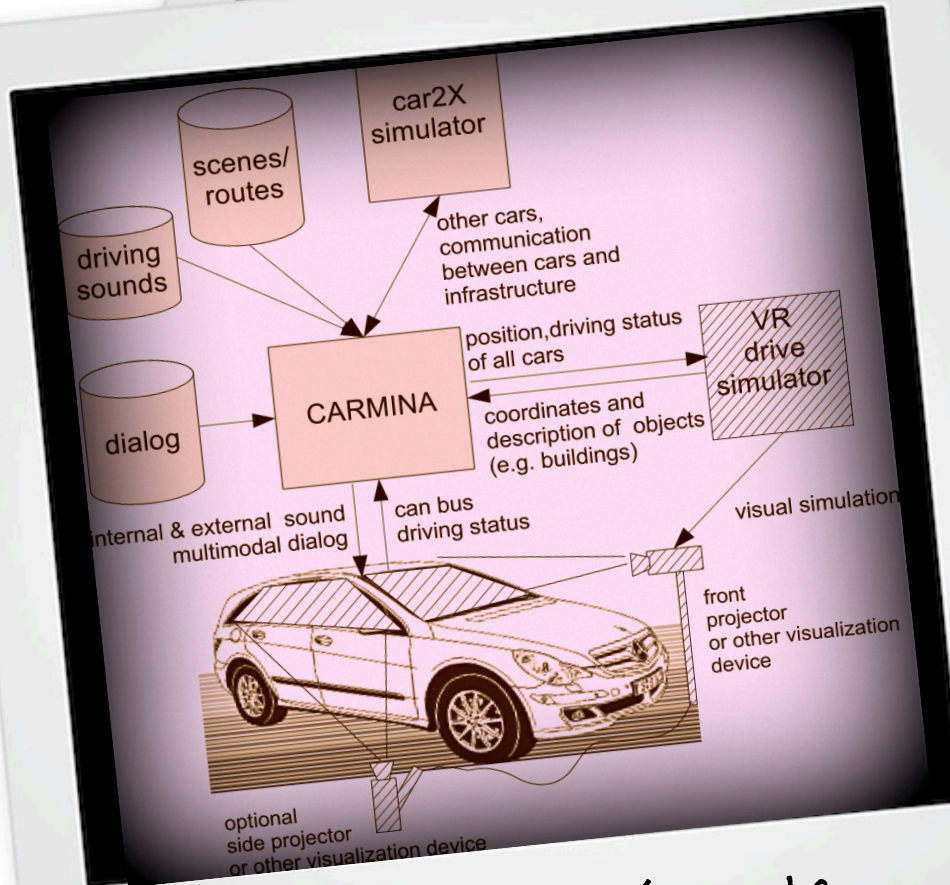 car2X
simulator
scenes/
routes
driving
sounds
other cars,
communication
between cars and
infrastructure
position,driving status
of all cars
VR
drive
simulator
CARMINA
coordinates and
description of objects
(e.g. buildings)
dialog
internal & external sound
multimodal dialog
can bus
driving status
visual simulation
front
projector
or other visualization
device
optional
side projector
or other visualization device